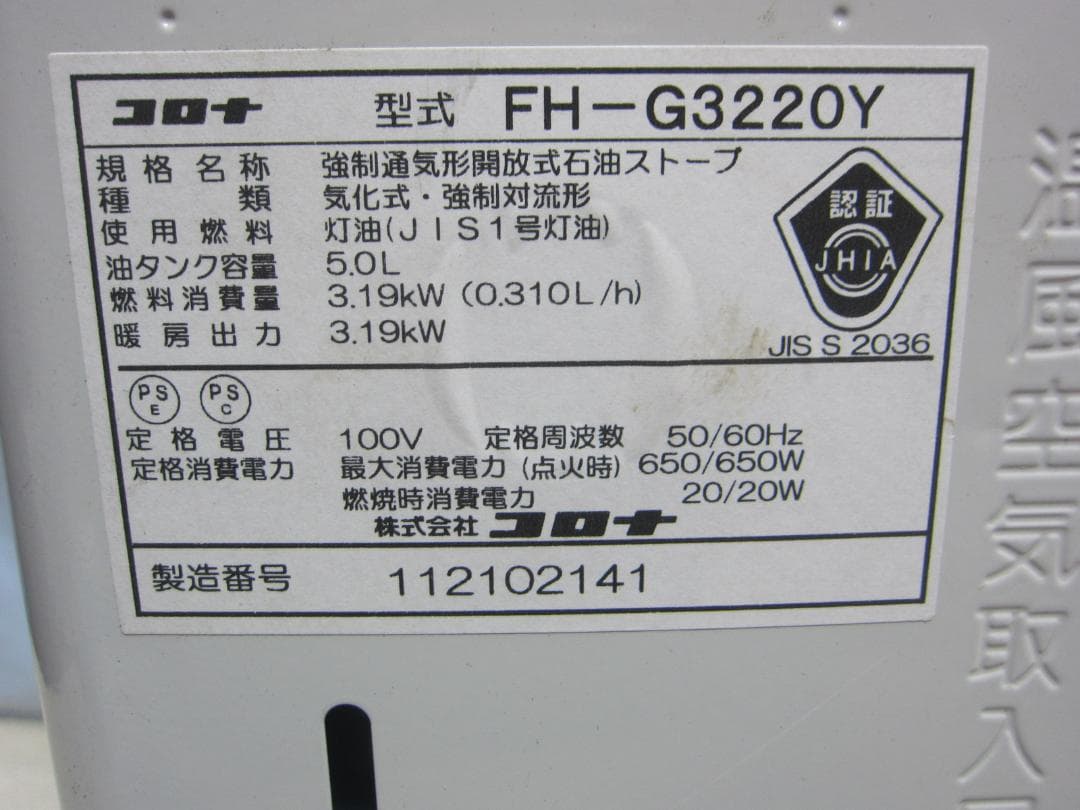 コロナ 型式 FH-G3220Y
規格名称 強制通気形開放式石油ストーブ
種類 気化式・強制対流形
使用燃料 灯油(JIS1号灯油)
油タンク容量 5.0L
燃料消費量 3.19kW (0.310L/h)
暖房出力 3.19kW
認証
JHIA
JIS S 2036
PS E PS C
定格電圧 100V 定格周波数 50/60Hz
定格消費電力 最大消費電力(点火時) 650/650W
燃焼時消費電力 20/20W
株式会社 コロナ
製造番号 112102141
温風空気取入